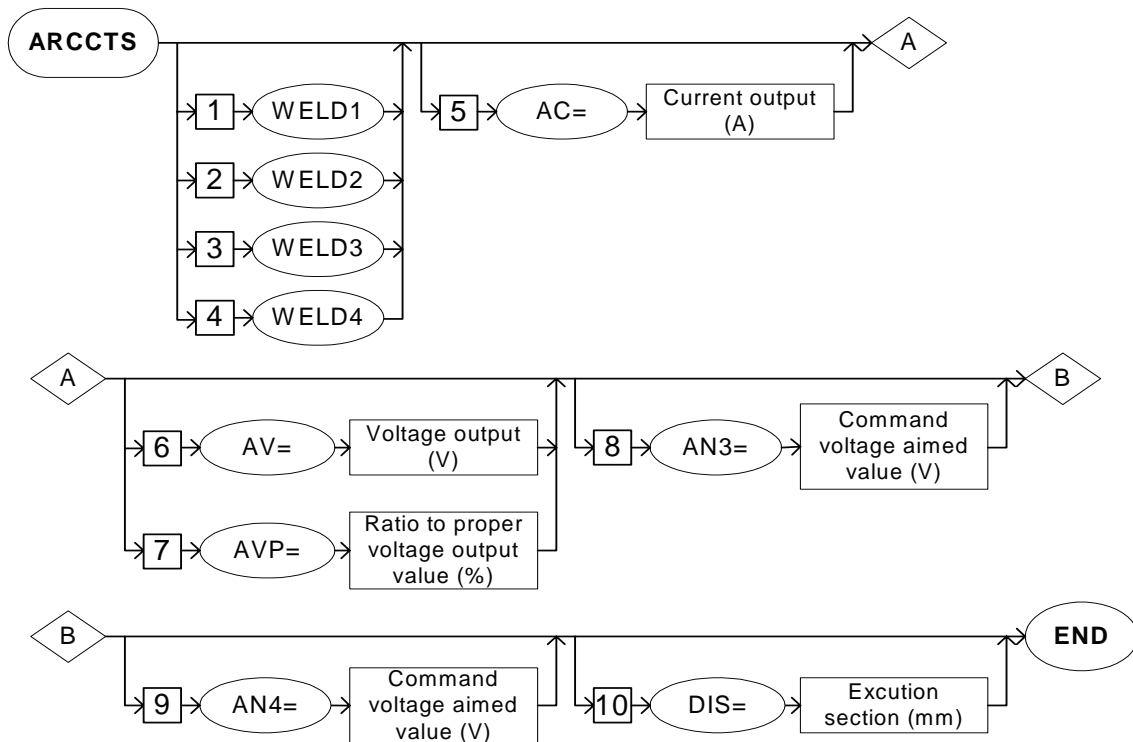 ARCCTS
A
1
WELD1
5
AC=
Current output
(A)
2
WELD2
3
WELD3
4
WELD4
A
B
6
AV=
Voltage output
(V)
8
AN3=
Command
voltage aimed
value (V)
7
AVP=
Ratio to proper
voltage output
value (%)
B
END
9
AN4=
Command
voltage aimed
value (V)
10
DIS=
Excution
section (mm)